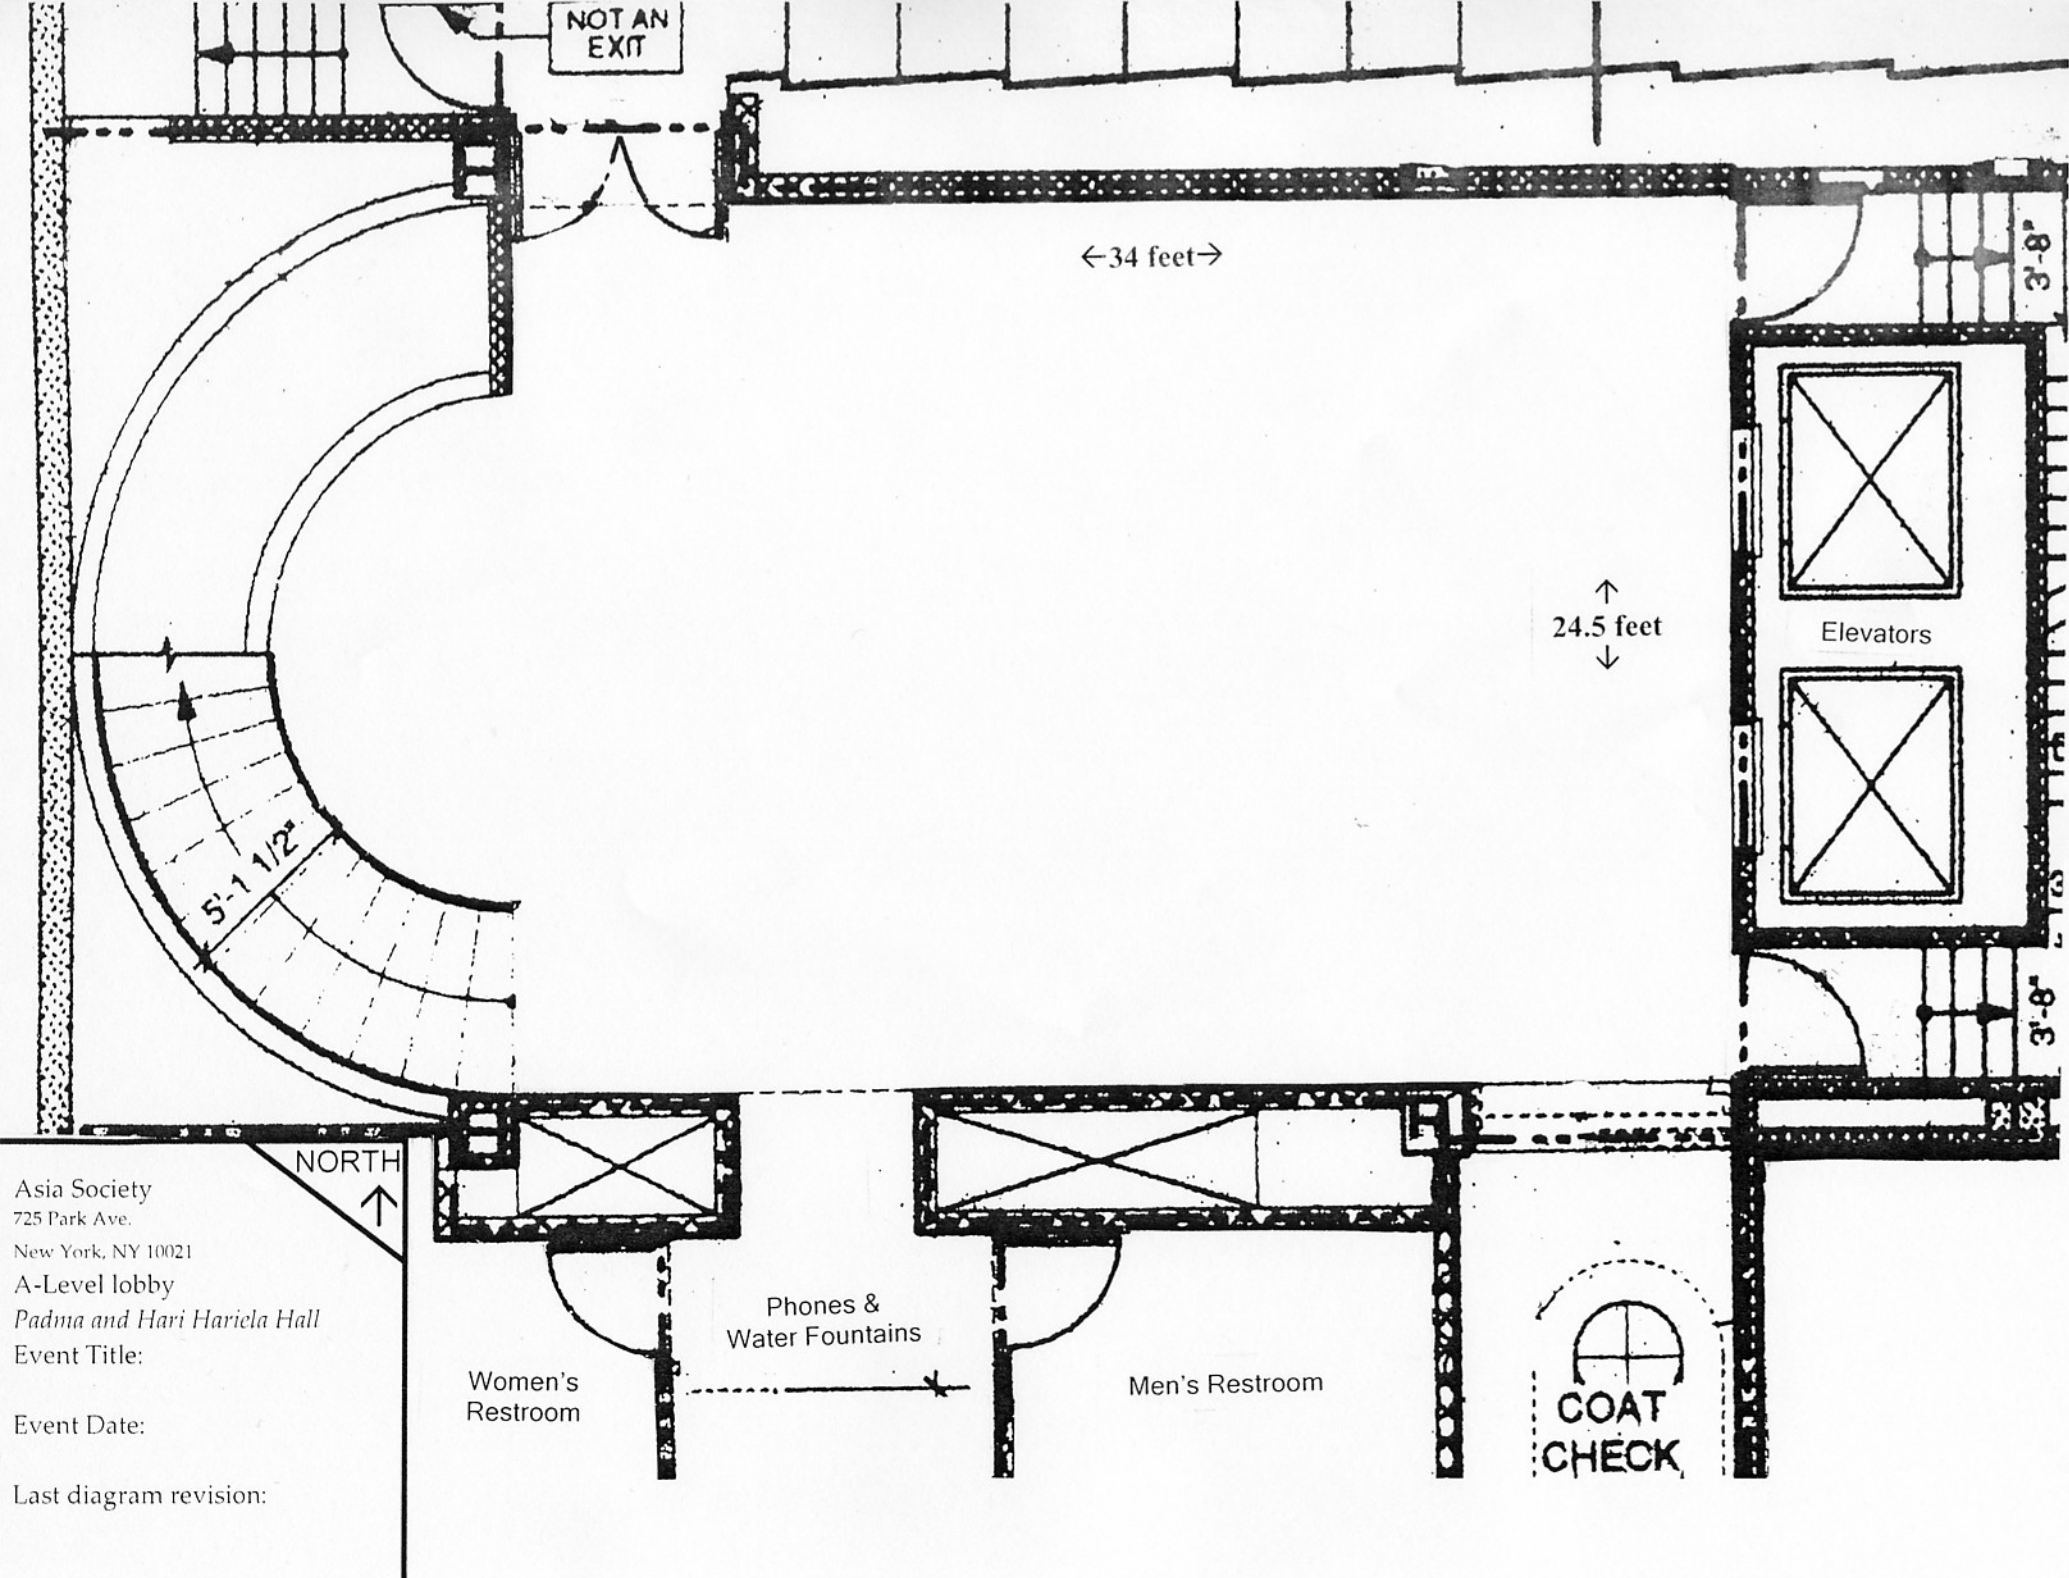 NOT AN
EXIT
←34 feet→
3'-8"
24.5 feet
Elevators
5'-1 1/2"
3'-8"
NORTH
Asia Society
725 Park Ave.
New York, NY 10021
A-Level lobby
Padma and Hari Harilela Hall
Event Title:
Event Date:
Last diagram revision:
Phones &
Water Fountains
Women's
Restroom
Men's Restroom
COAT
CHECK